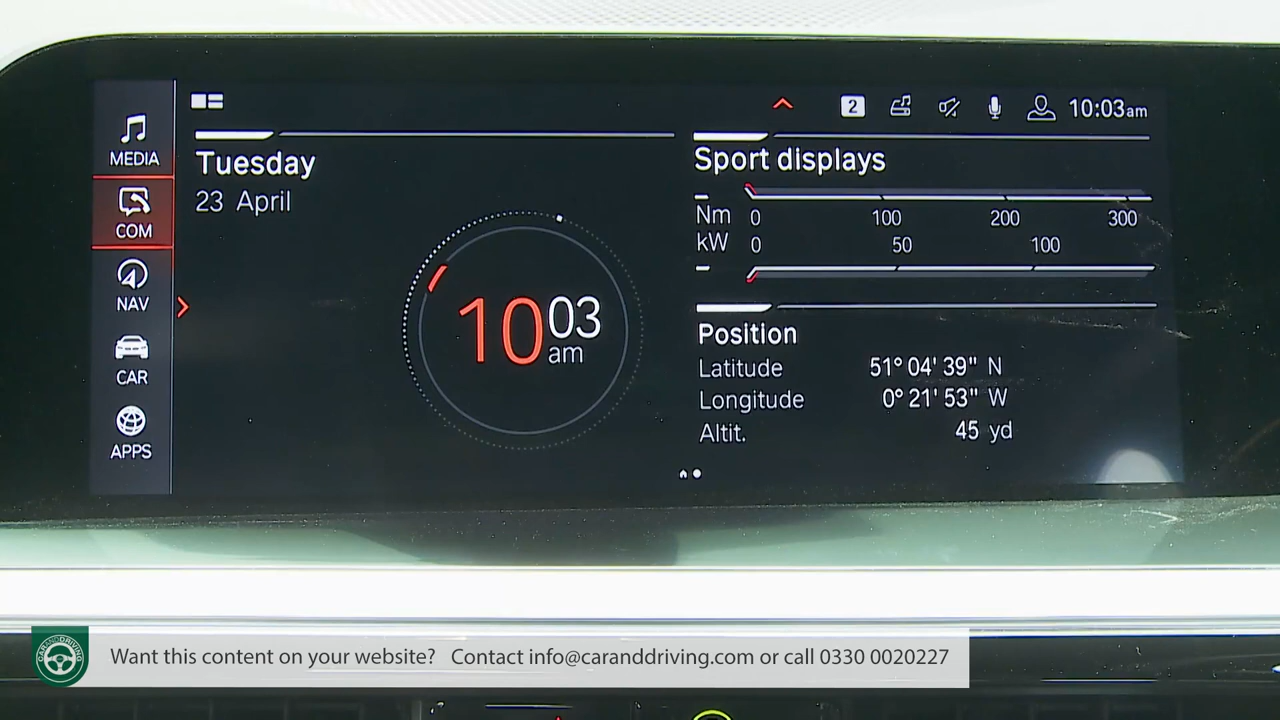 MEDIA
COM
NAV
CAR
APPS
2
10:03am
Tuesday
23 April
10 03
am
Sport displays
Nm 0 100 200 300
kW 0 50 100
Position
Latitude 51° 04' 39" N
Longitude 0° 21' 53" W
Altit. 45 yd
CARANDDRIVING
Want this content on your website? Contact info@caranddriving.com or call 0330 0020227